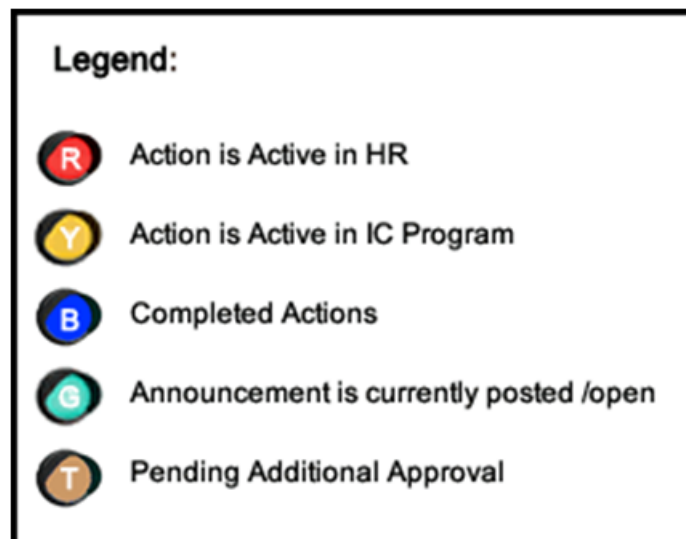 Legend:
R Action is Active in HR
Y Action is Active in IC Program
B Completed Actions
G Announcement is currently posted /open
T Pending Additional Approval